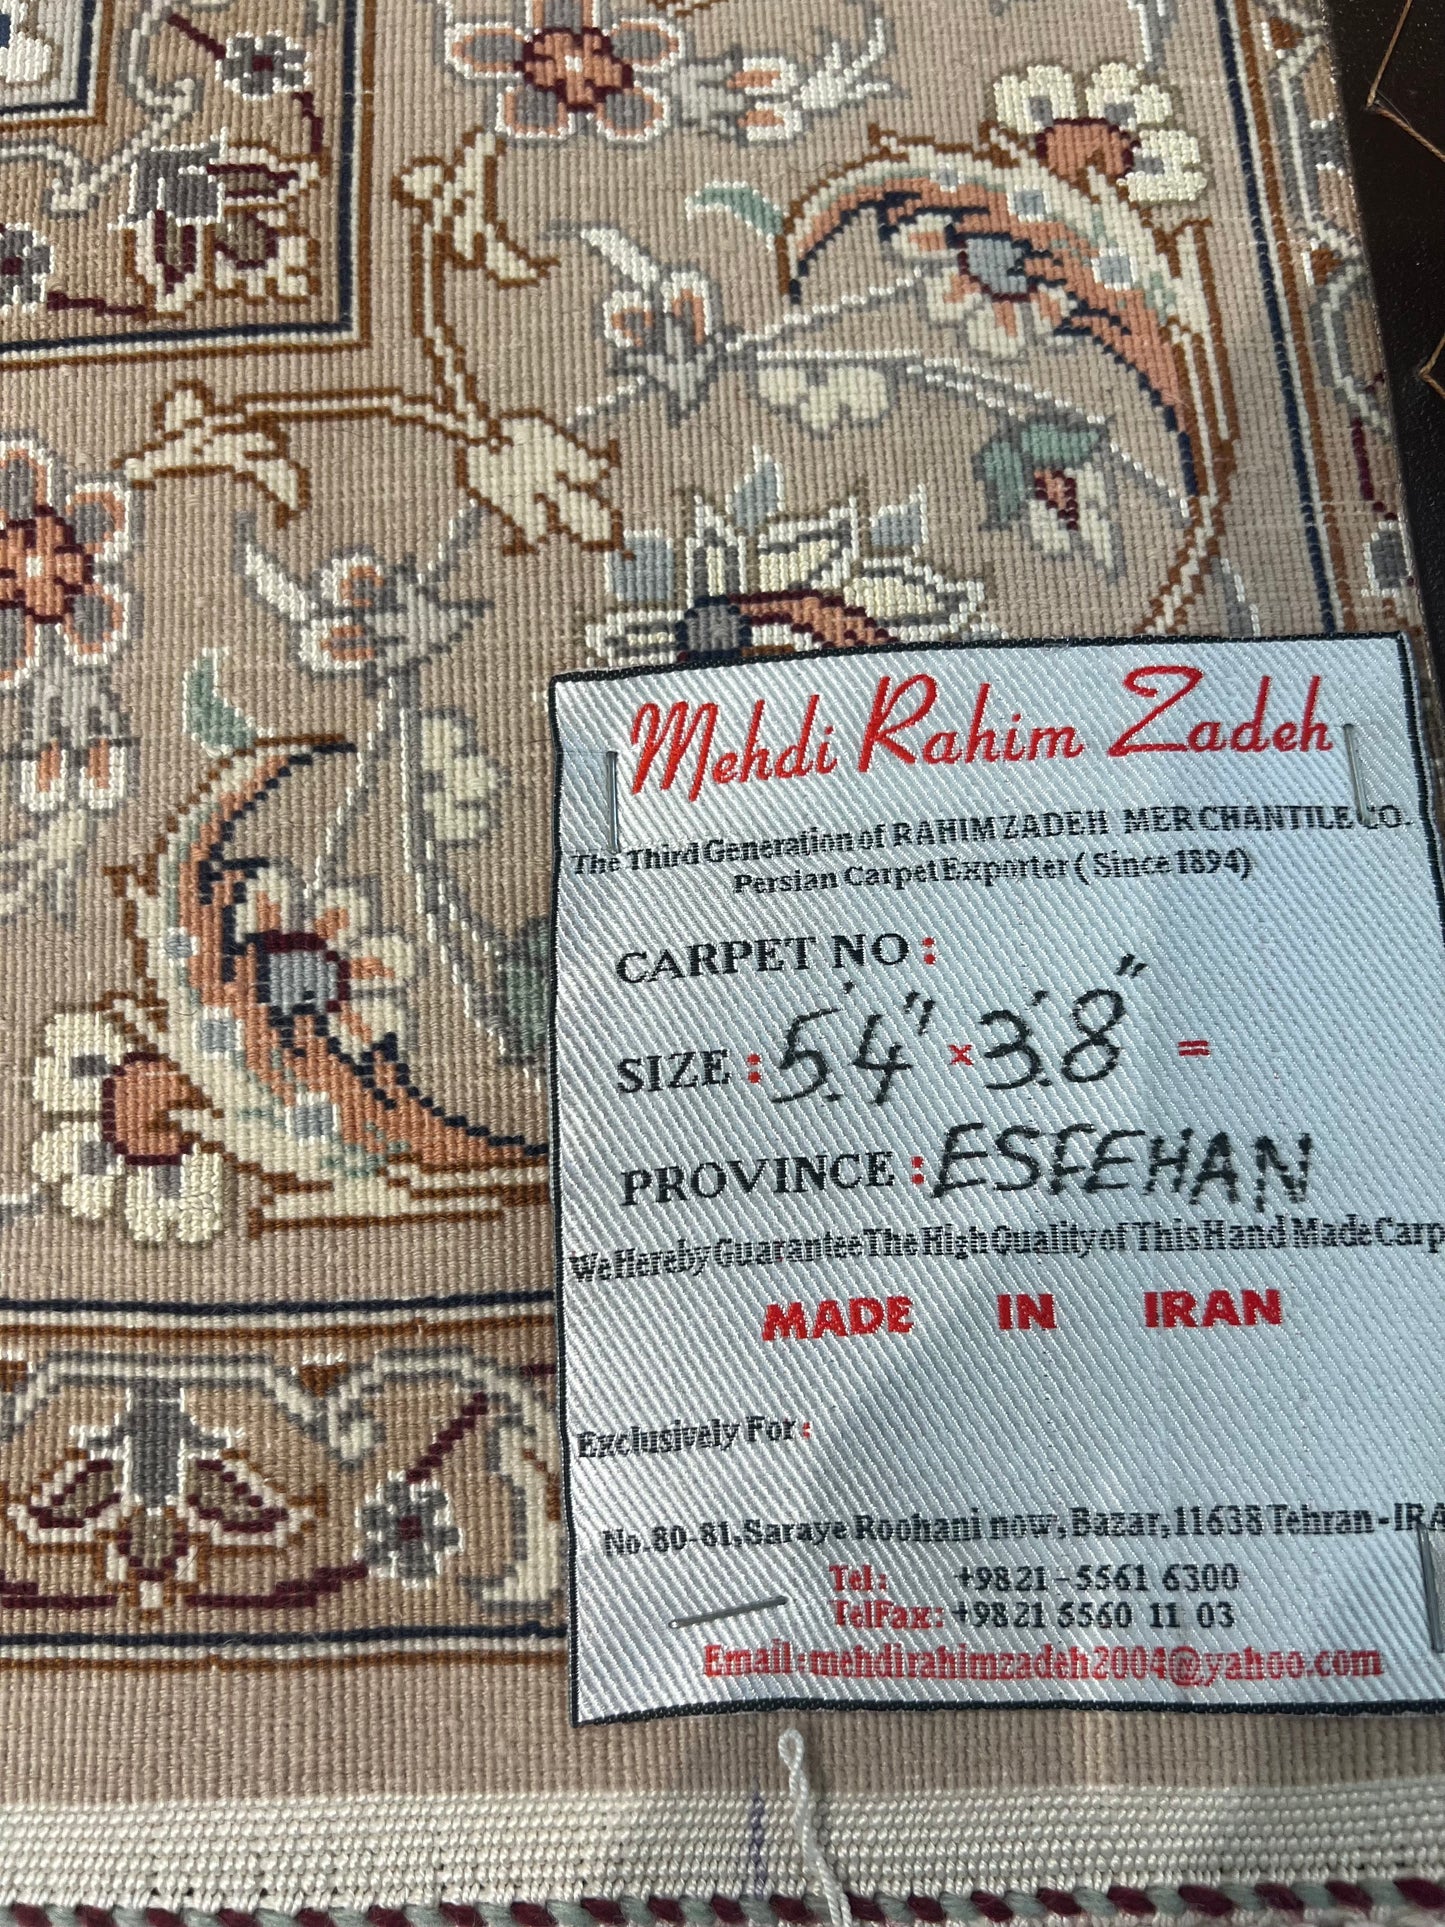 Mehdi Rahim Zadeh
The Third Generation of RAHIMZADEH MERCHANTILE CO.
Persian Carpet Exporter ( Since 1894)
CARPET NO :
SIZE : 5'.4" x 3'.8" =
PROVINCE : ESFEHAN
We Hereby Guarantee The High Quality of This Hand Made Carp
MADE IN IRAN
Exclusively For :
No.80-81,Saraye Roohani now, Bazar,11638 Tehran-IRA
Tel: +9821-5561 6300
TelFax: +9821 5560 11 03
Email:mehdirahimzadeh2004@yahoo.com